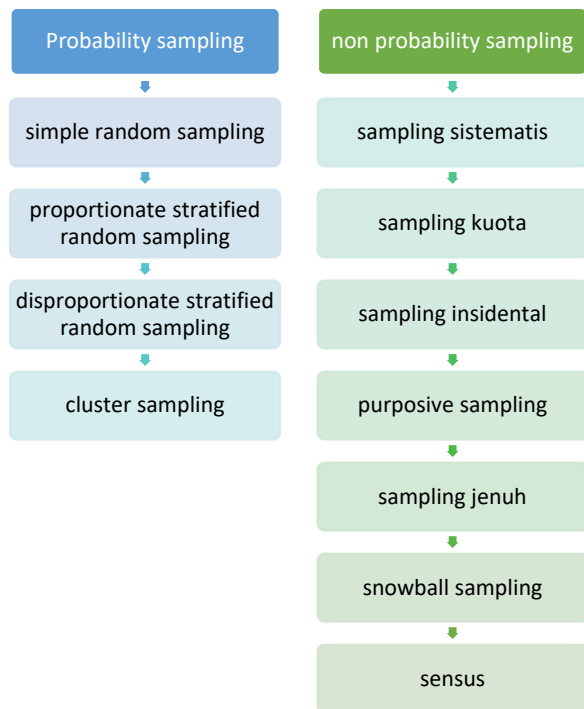 Probability sampling
simple random sampling
proportionate stratified
random sampling
disproportionate stratified
random sampling
cluster sampling
non probability sampling
sampling sistematis
sampling kuota
sampling insidental
purposive sampling
sampling jenuh
snowball sampling
sensus